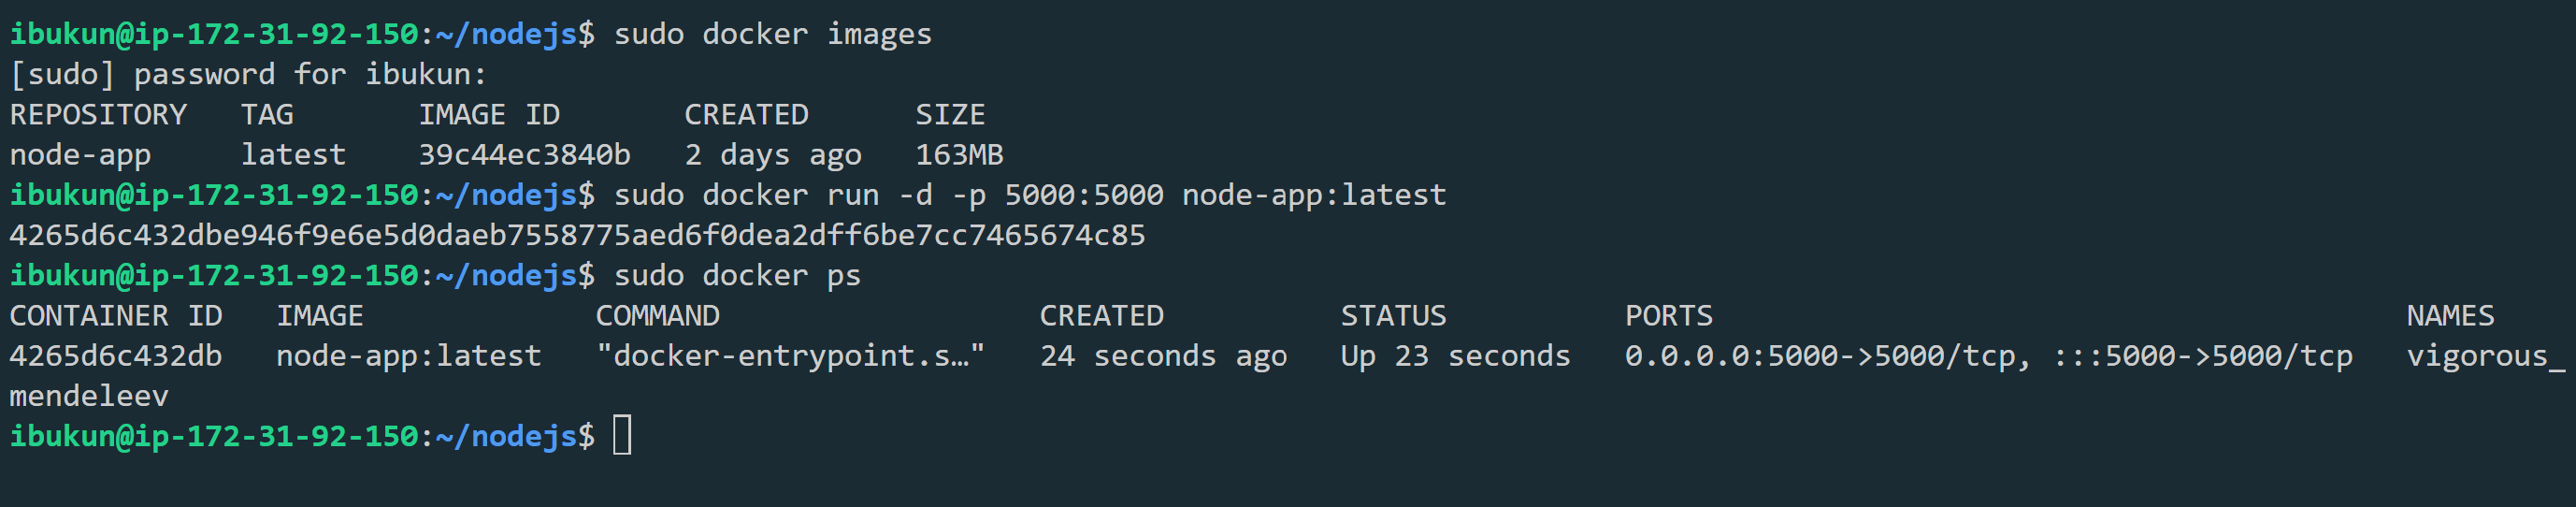 ibukun@ip-172-31-92-150:~/nodejs$ sudo docker images
[sudo] password for ibukun:
REPOSITORY   TAG       IMAGE ID       CREATED      SIZE
node-app     latest    39c44ec3840b   2 days ago   163MB
ibukun@ip-172-31-92-150:~/nodejs$ sudo docker run -d -p 5000:5000 node-app:latest
4265d6c432dbe946f9e6e5d0daeb7558775aed6f0dea2dff6be7cc7465674c85
ibukun@ip-172-31-92-150:~/nodejs$ sudo docker ps
CONTAINER ID   IMAGE             COMMAND                  CREATED          STATUS          PORTS                                       NAMES
4265d6c432db   node-app:latest   "docker-entrypoint.s…"   24 seconds ago   Up 23 seconds   0.0.0.0:5000->5000/tcp, :::5000->5000/tcp   vigorous_
mendeleev
ibukun@ip-172-31-92-150:~/nodejs$